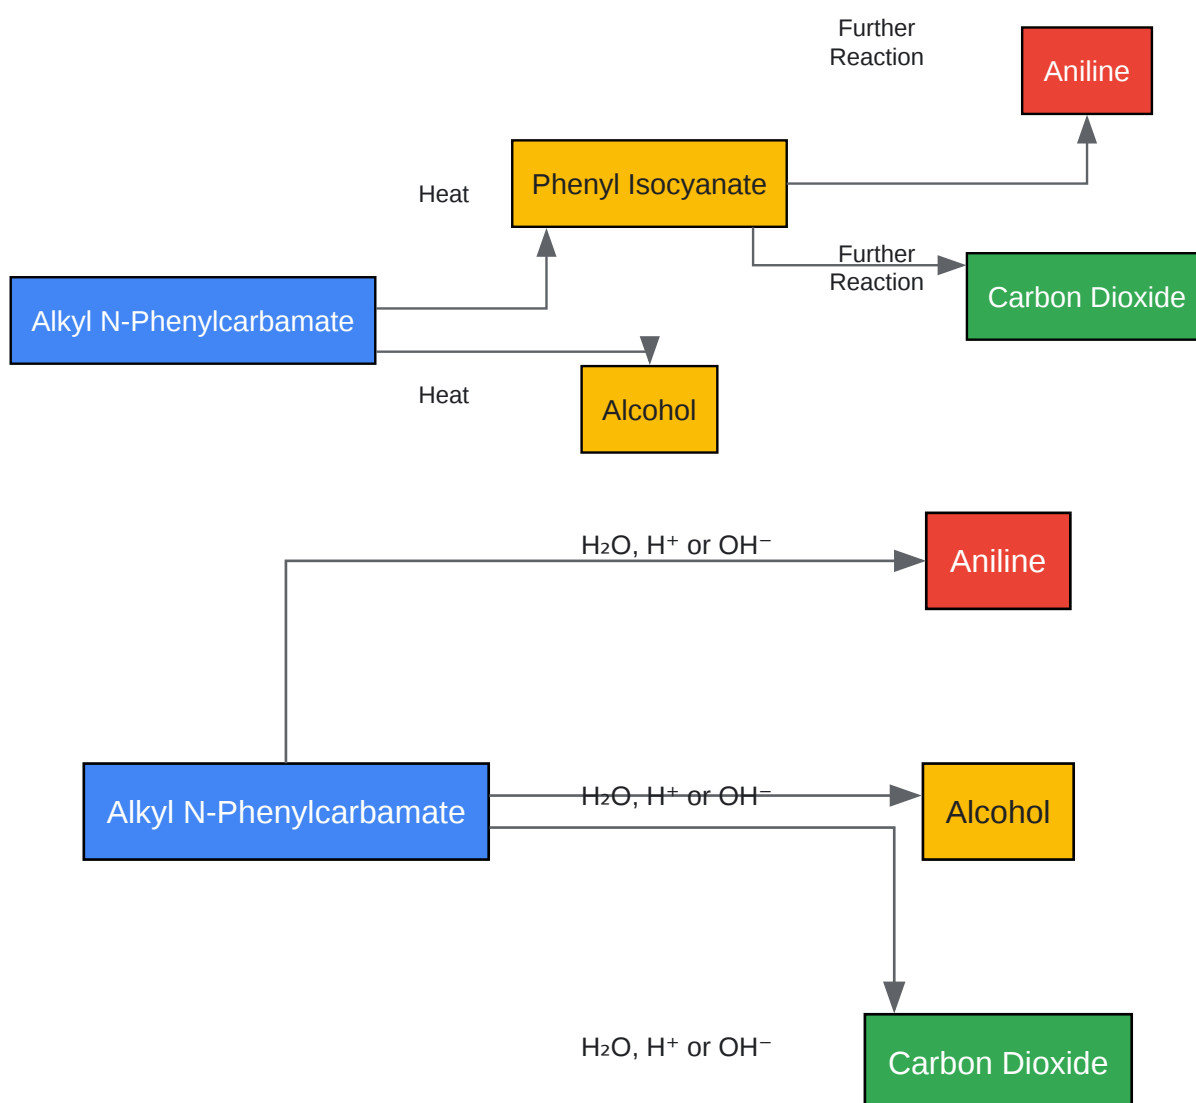 Further
Reaction
Aniline
Phenyl Isocyanate
Heat
Further
Reaction
Carbon Dioxide
Alkyl N-Phenylcarbamate
Heat
Alcohol
H₂O, H⁺ or OH⁻
Aniline
Alkyl N-Phenylcarbamate
H₂O, H⁺ or OH⁻
Alcohol
H₂O, H⁺ or OH⁻
Carbon Dioxide